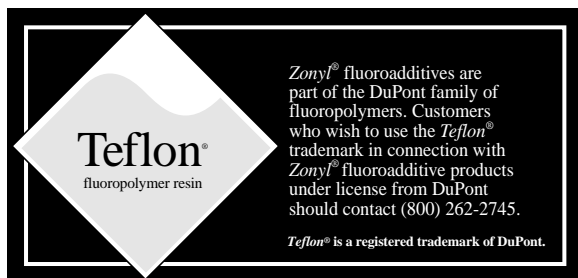 Teflon®
fluoropolymer resin
Zonyl® fluoroadditives are
part of the DuPont family of
fluoropolymers. Customers
who wish to use the Teflon®
trademark in connection with
Zonyl® fluoroadditive products
under license from DuPont
should contact (800) 262-2745.
Teflon® is a registered trademark of DuPont.